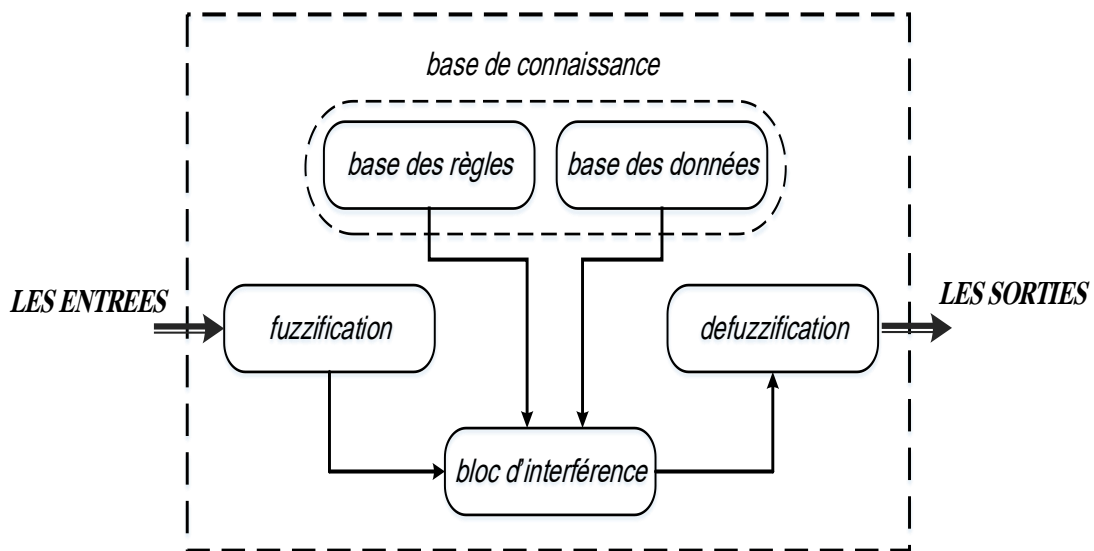 base de connaissance
base des règles
base des données
LES ENTREES
fuzzification
defuzzification
LES SORTIES
bloc d'interférence